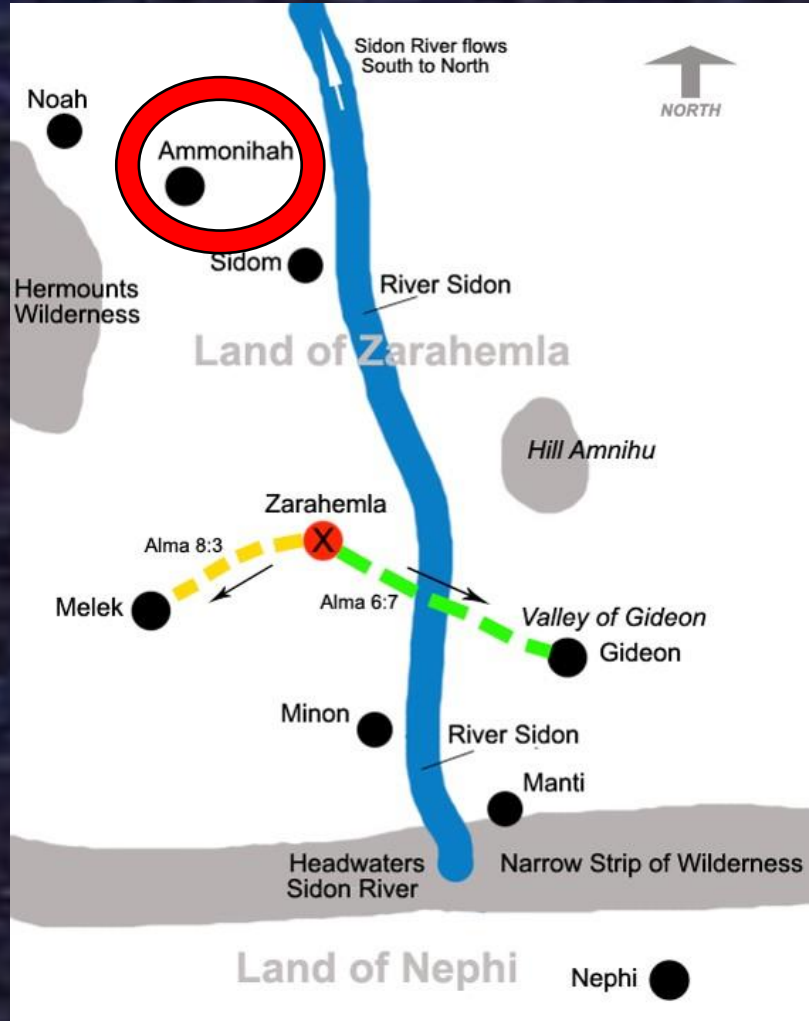 Sidon River flows
South to North
NORTH
Noah
Ammonihah
Sidom
Hermounts
Wilderness
River Sidon
Land of Zarahemla
Hill Amnihu
Zarahemla
X
Alma 8:3
Alma 6:7
Melek
Valley of Gideon
Gideon
Minon
River Sidon
Manti
Headwaters
Sidon River
Narrow Strip of Wilderness
Land of Nephi
Nephi